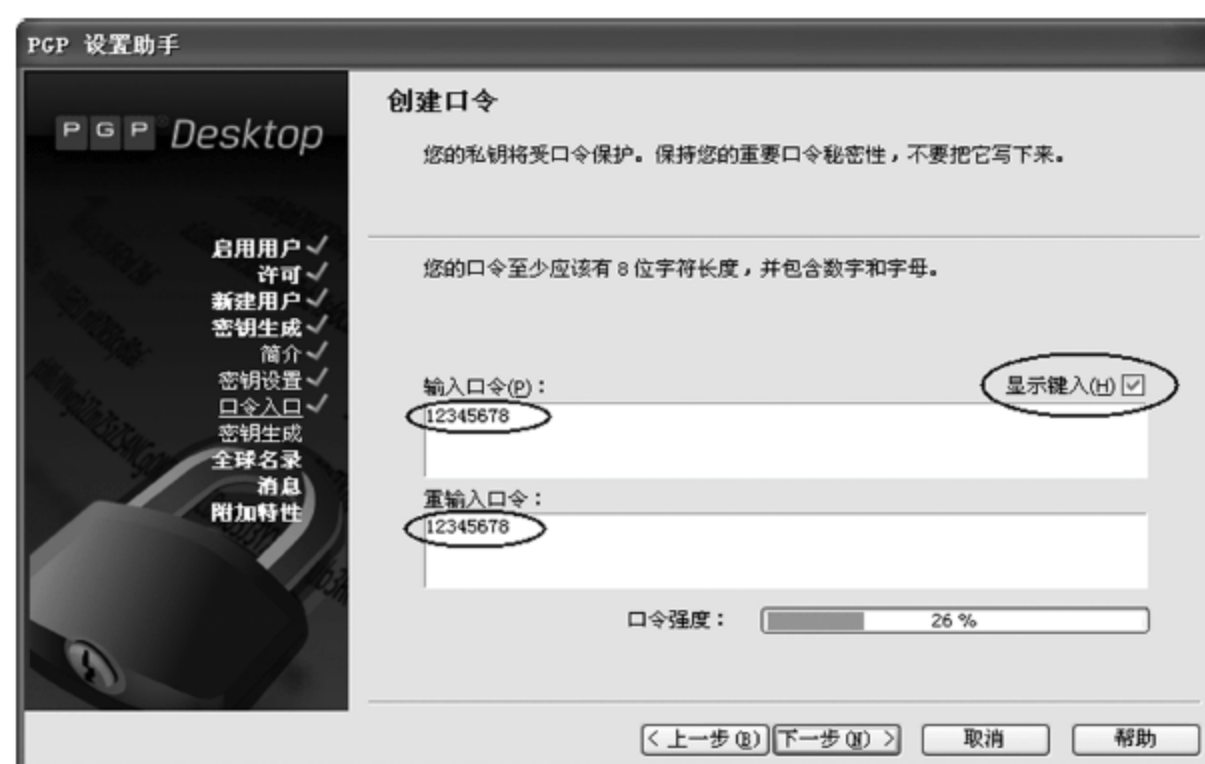 PGP 设置助手
PGP Desktop
启用用户
许可
新建用户
密钥生成
简介
密钥设置
口令入口
密钥生成
全球名录
消息
附加特性
创建口令
您的私钥将受口令保护。保持您的重要口令秘密性，不要把它写下来。
您的口令至少应该有 8 位字符长度，并包含数字和字母。
输入口令(P)： 显示键入(H)
12345678
重输入口令：
12345678
口令强度： 26 %
< 上一步(B) 下一步(N) > 取消 帮助